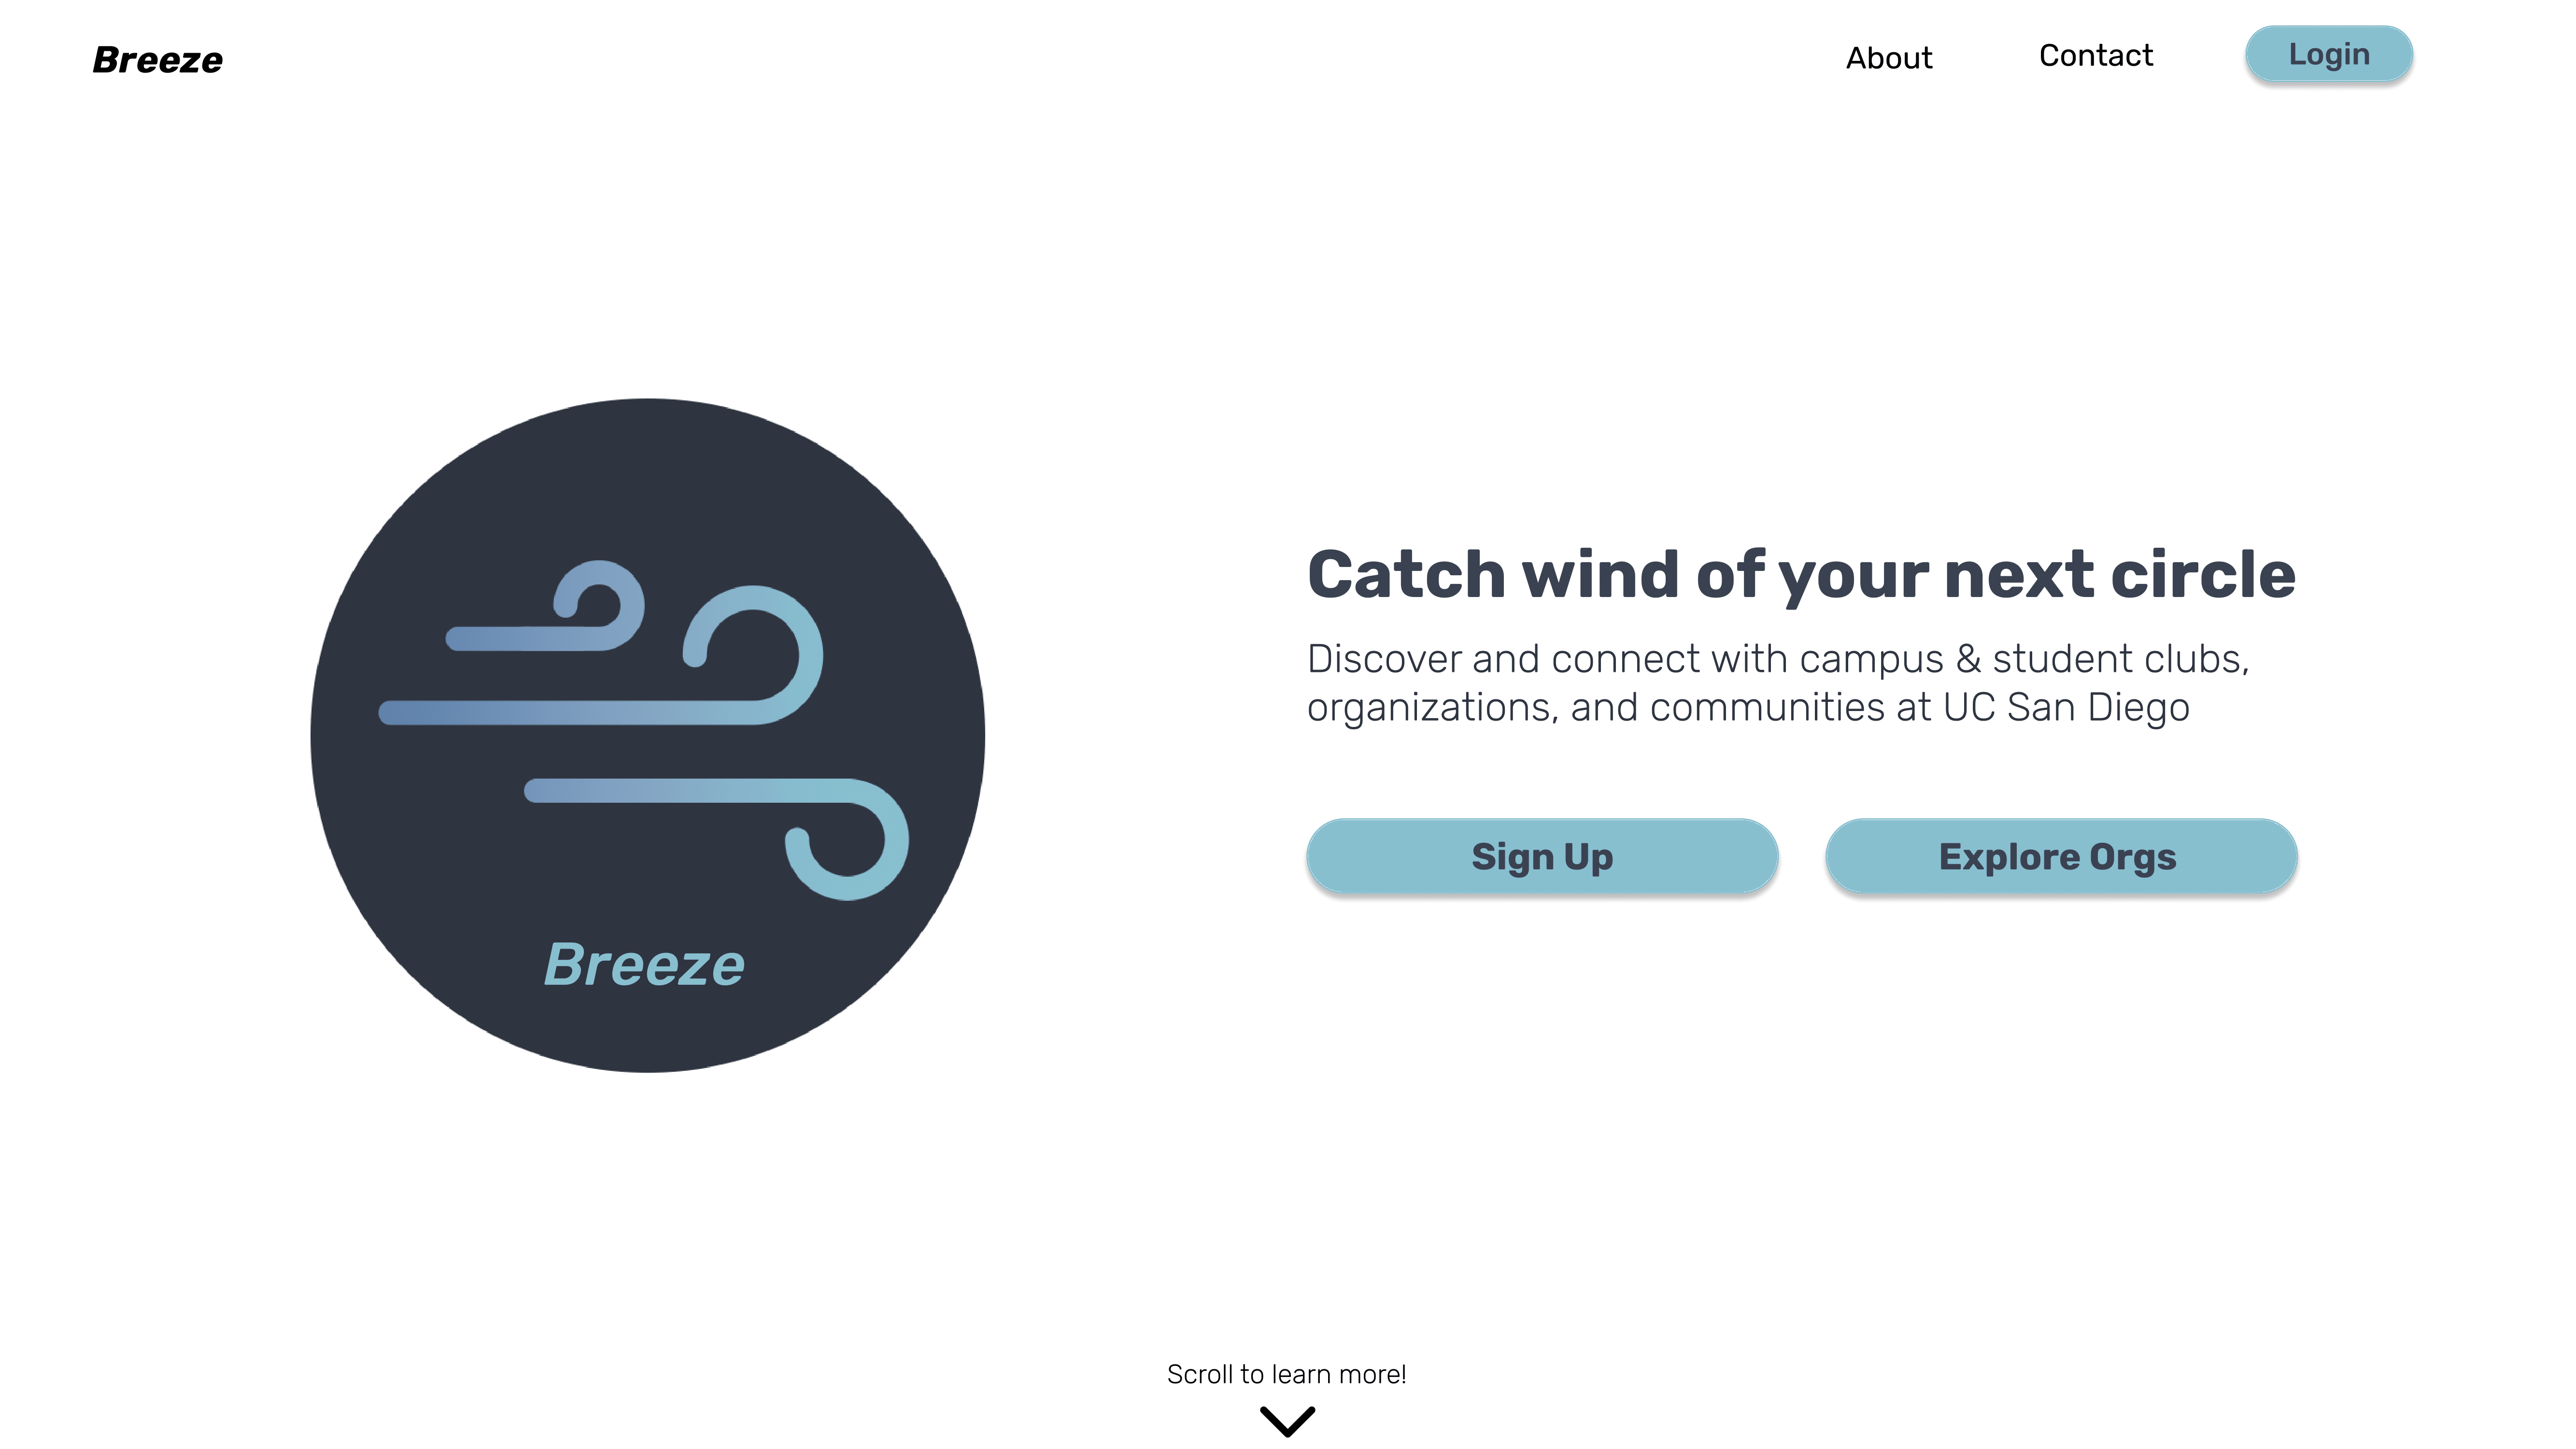 Breeze
About
Contact
Login
Catch wind of your next circle
Discover and connect with campus & student clubs,
organizations, and communities at UC San Diego
Sign Up
Explore Orgs
Breeze
Scroll to learn more!